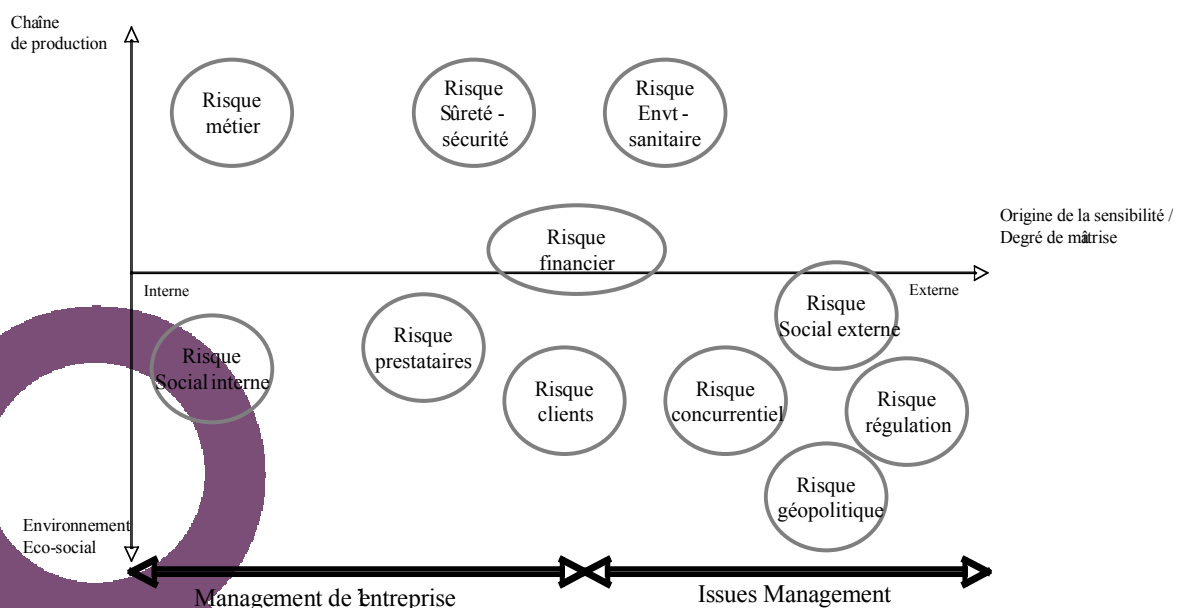 Chaîne
de production
Risque
métier
Risque
Sûreté -
sécurité
Risque
Envt -
sanitaire
Risque
financier
Origine de la sensibilité /
Degré de maîtrise
Interne
Externe
Risque
Social externe
Risque
Social interne
Risque
prestataires
Risque
clients
Risque
concurrentiel
Risque
régulation
Risque
géopolitique
Environnement
Eco-social
Management de l'entreprise
Issues Management